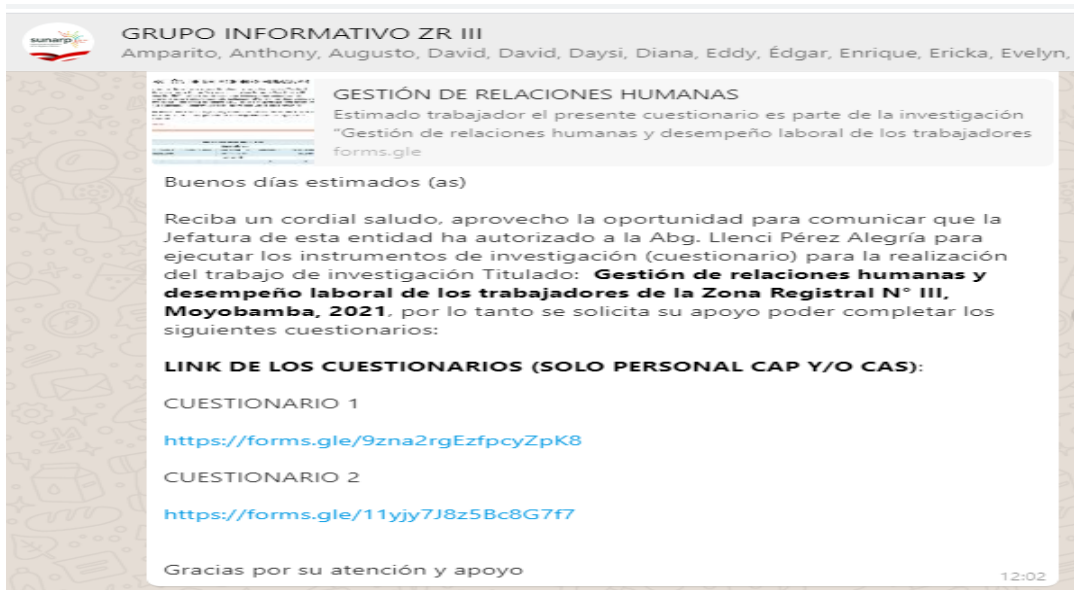 sunarp
GRUPO INFORMATIVO ZR III
Amparito, Anthony, Augusto, David, David, Daysi, Diana, Eddy, Édgar, Enrique, Ericka, Evelyn,
GESTIÓN DE RELACIONES HUMANAS
Estimado trabajador el presente cuestionario es parte de la investigación
“Gestión de relaciones humanas y desempeño laboral de los trabajadores
forms.gle
Buenos días estimados (as)
Reciba un cordial saludo, aprovecho la oportunidad para comunicar que la
Jefatura de esta entidad ha autorizado a la Abg. Llenci Pérez Alegría para
ejecutar los instrumentos de investigación (cuestionario) para la realización
del trabajo de investigación Titulado: Gestión de relaciones humanas y
desempeño laboral de los trabajadores de la Zona Registral N° III,
Moyobamba, 2021, por lo tanto se solicita su apoyo poder completar los
siguientes cuestionarios:
LINK DE LOS CUESTIONARIOS (SOLO PERSONAL CAP Y/O CAS):
CUESTIONARIO 1
https://forms.gle/9zna2rgEzfpcyZpK8
CUESTIONARIO 2
https://forms.gle/11yjy7J8z5Bc8G7f7
Gracias por su atención y apoyo
12:02